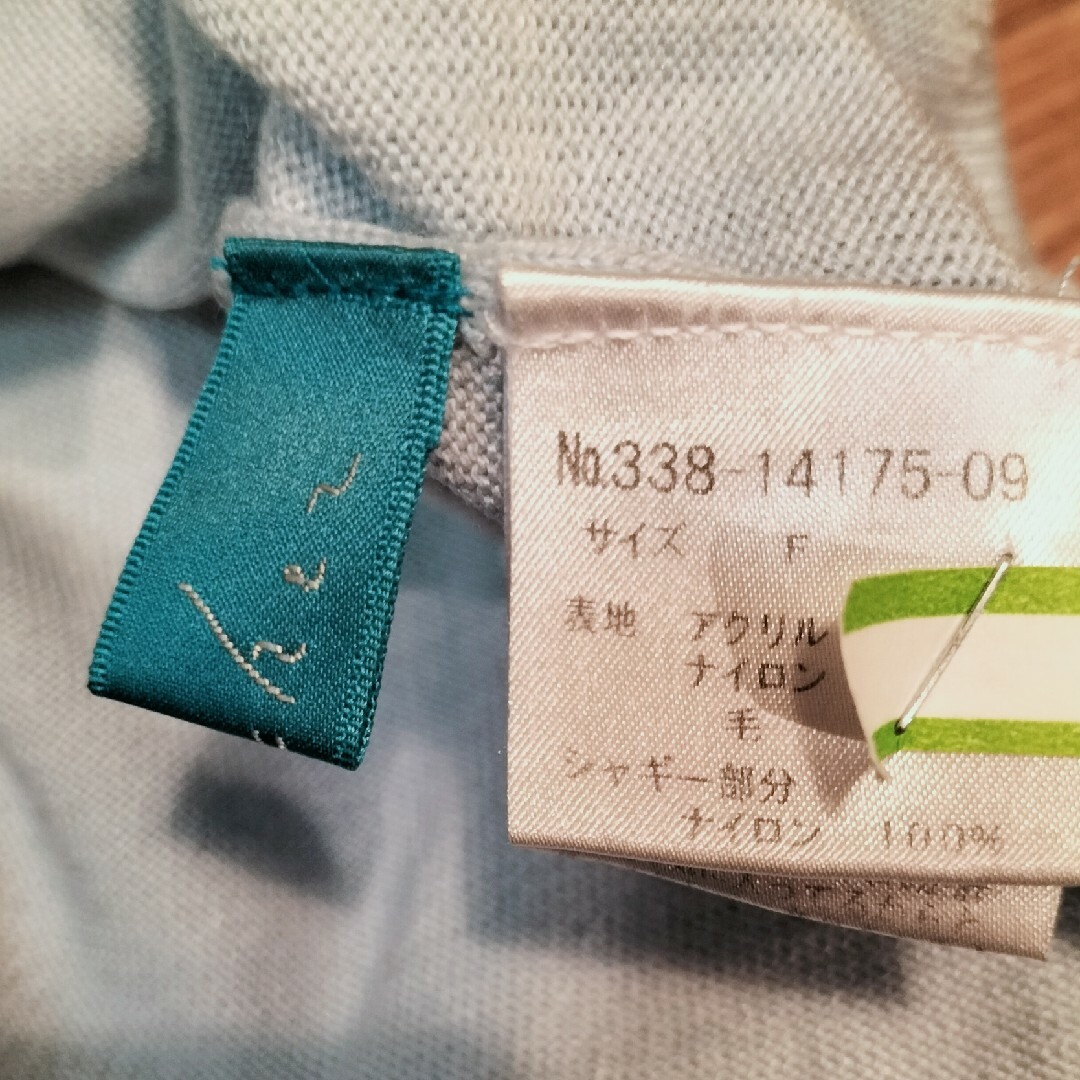 her
No.338-14175-09
サイズ F
表地 アクリル
ナイロン
毛
シャギー部分
ナイロン 100%